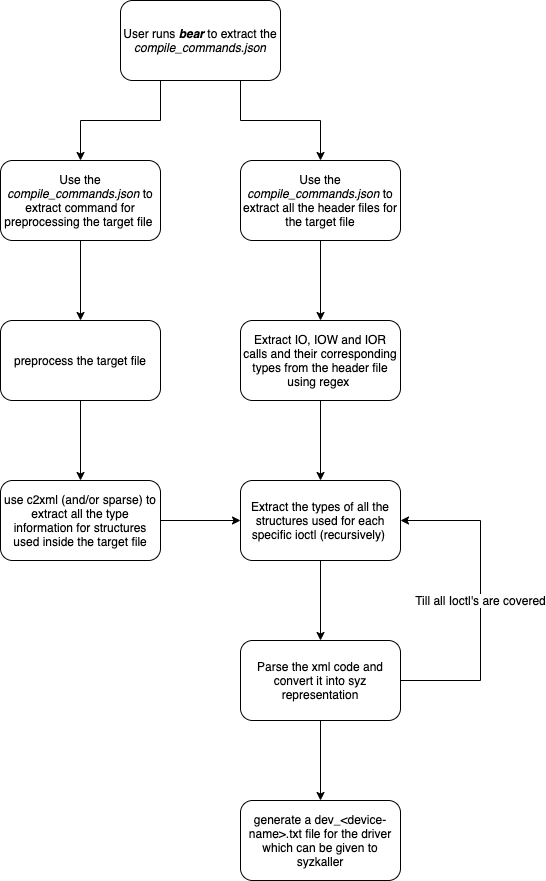 User runs bear to extract the
compile_commands.json
Use the
compile_commands.json to
extract command for
preprocessing the target file
Use the
compile_commands.json to
extract all the header files for
the target file
preprocess the target file
Extract IO, IOW and IOR
calls and their corresponding
types from the header file
using regex
use c2xml (and/or sparse) to
extract all the type
information for structures
used inside the target file
Extract the types of all the
structures used for each
specific ioctl (recursively)
Till all Ioctl's are covered
Parse the xml code and
convert it into syz
representation
generate a dev_<device-
name>.txt file for the driver
which can be given to
syzkaller